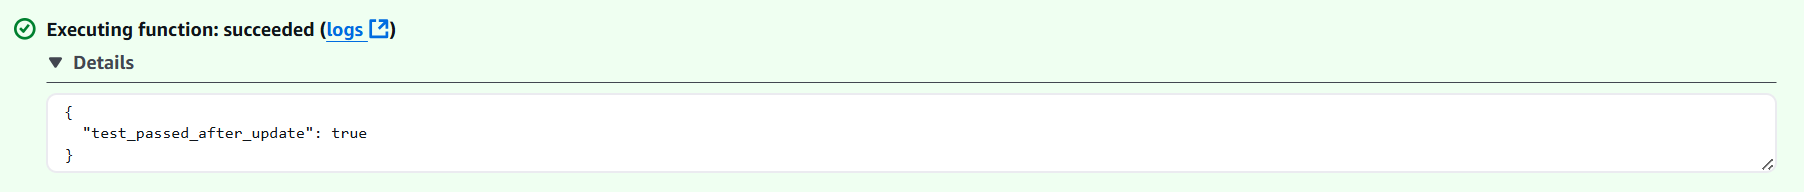 Executing function: succeeded (logs)
Details
{
  "test_passed_after_update": true
}